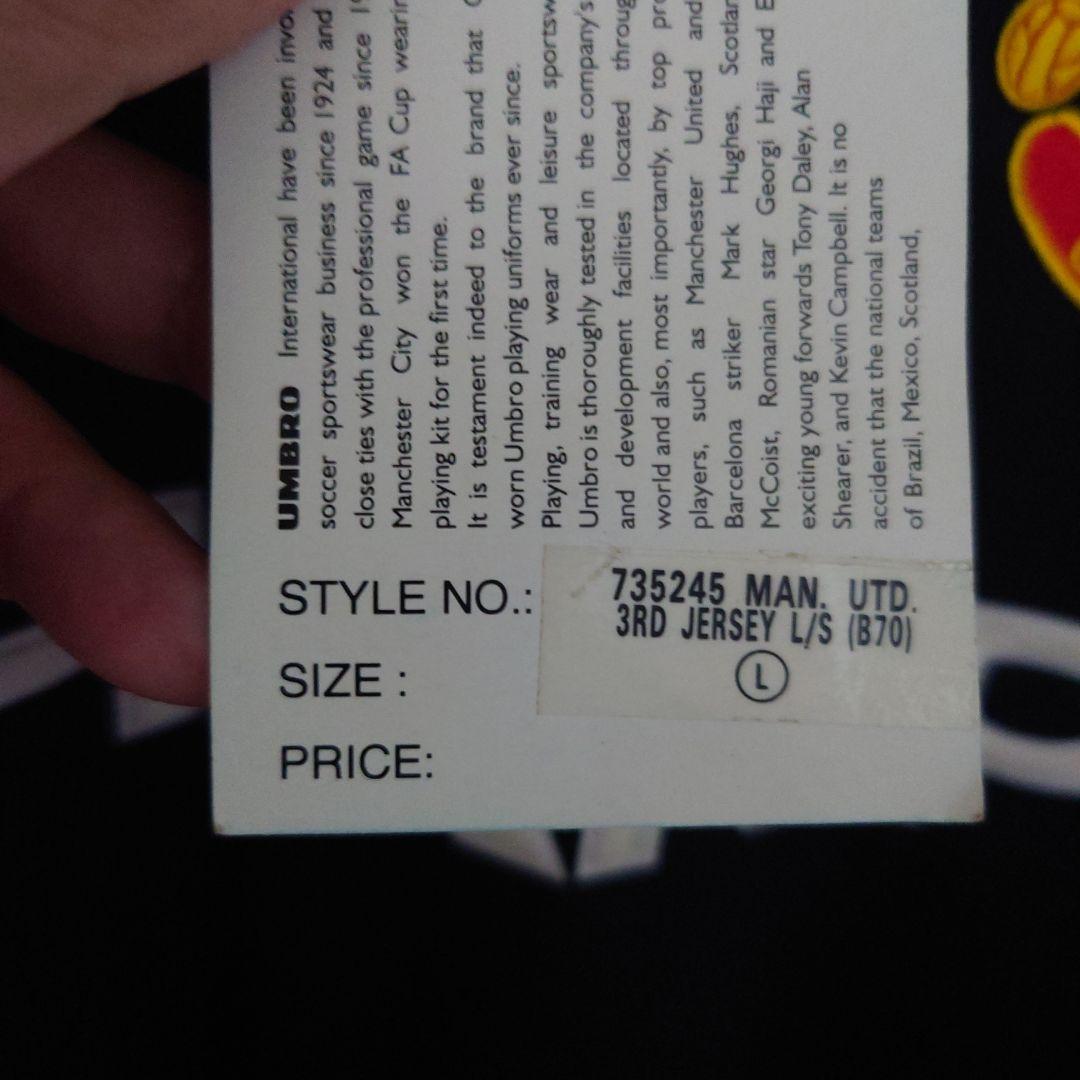 UMBRO International have been
soccer sportswear business since 1924 and
close ties with the professional game since
Manchester City won the FA Cup
playing kit for the first time.
It is testament indeed to the brand that
worn Umbro playing uniforms ever since.
Playing, training wear and leisure
Umbro is thoroughly tested in the company's
and development facilities located
world and also, most importantly, by top
players, such as Manchester United and
Barcelona striker Mark Hughes,
McCoist, Romanian star Georgi Haji and
exciting young forwards Tony Daley, Alan
Shearer, and Kevin Campbell. It is no
accident that the national teams
of Brazil, Mexico, Scotland,
STYLE NO.: 735245 MAN. UTD.
3RD JERSEY L/S (B70)
SIZE : L
PRICE: